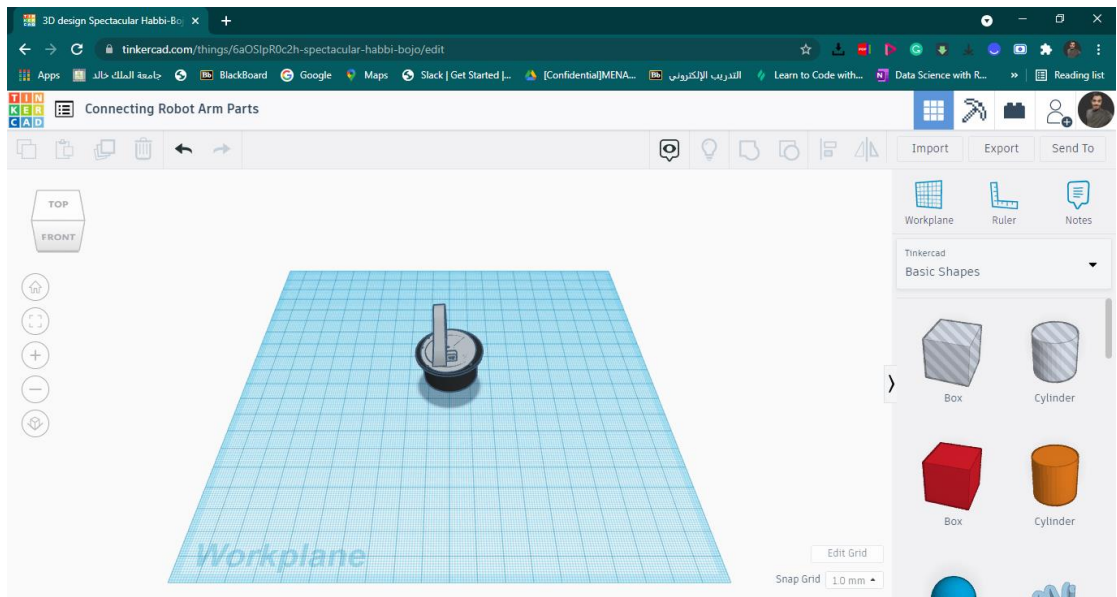 3D design Spectacular Habbi-Boj
tinkercad.com/things/6aOSlpR0c2h-spectacular-habbi-bojo/edit
Apps جامعة الملك خالد BlackBoard Google Maps Slack | Get Started |... [Confidential]MENA... التدريب الإلكتروني Learn to Code with... Data Science with R... » Reading list
TIN
KER
CAD
Connecting Robot Arm Parts
Import Export Send To
TOP
FRONT
Workplane Ruler Notes
Tinkercad
Basic Shapes
Box Cylinder
Box Cylinder
Workplane
Edit Grid
Snap Grid 1.0 mm